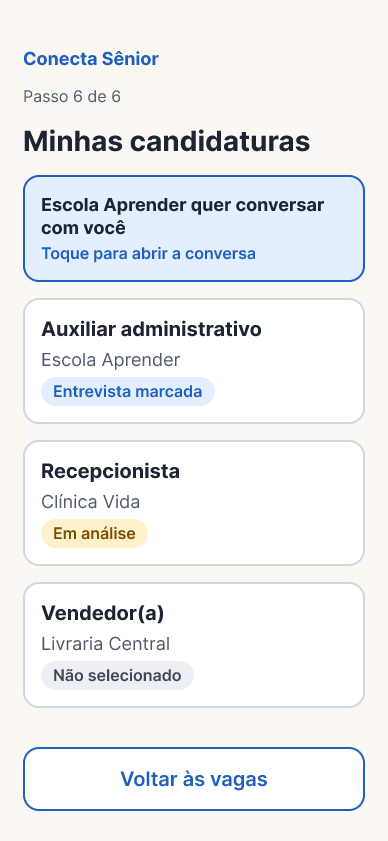 Conecta Sênior
Passo 6 de 6
Minhas candidaturas
Escola Aprender quer conversar
com você
Toque para abrir a conversa
Auxiliar administrativo
Escola Aprender
Entrevista marcada
Recepcionista
Clínica Vida
Em análise
Vendedor(a)
Livraria Central
Não selecionado
Voltar às vagas